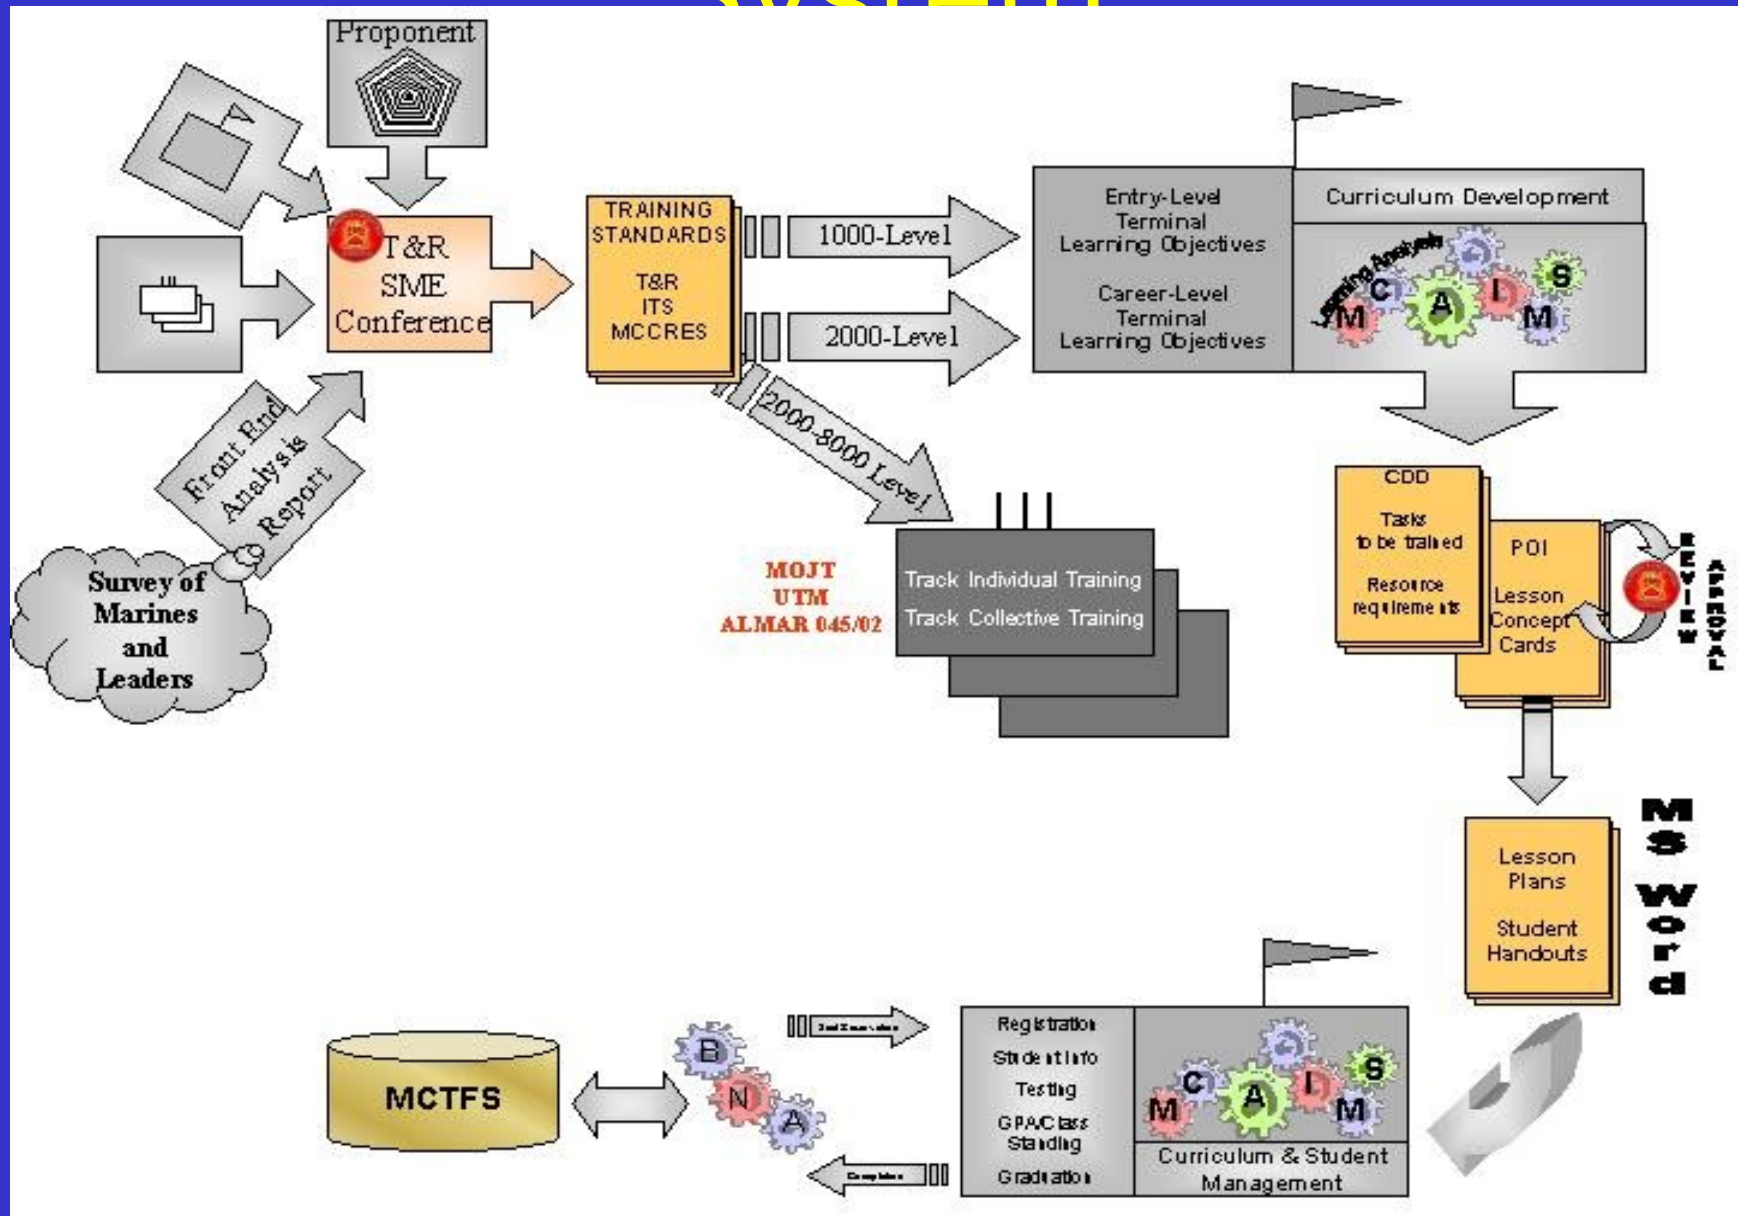 System
Proponent
T&R
SME
Conference
Front End
Analysis
Report
Survey of
Marines
and
Leaders
TRAINING
STANDARDS
T&R
ITS
MCCRES
1000-Level
2000-Level
2000-8000 Level
Entry-Level
Terminal
Learning Objectives
Career-Level
Terminal
Learning Objectives
Curriculum Development
Learning Analysis
M C A I M S
MOJT
UTM
ALMAR 045/02
Track Individual Training
Track Collective Training
CDD
Tasks
to be trained
Resource
requirements
POI
Lesson
Concept
Cards
REVIEW
APPROVAL
Lesson
Plans
Student
Handouts
MS Word
MCTFS
B
N
A
Completion
Registration
Student Info
Testing
GPA/Class
Standing
Graduation
M C A I M S
Curriculum & Student
Management